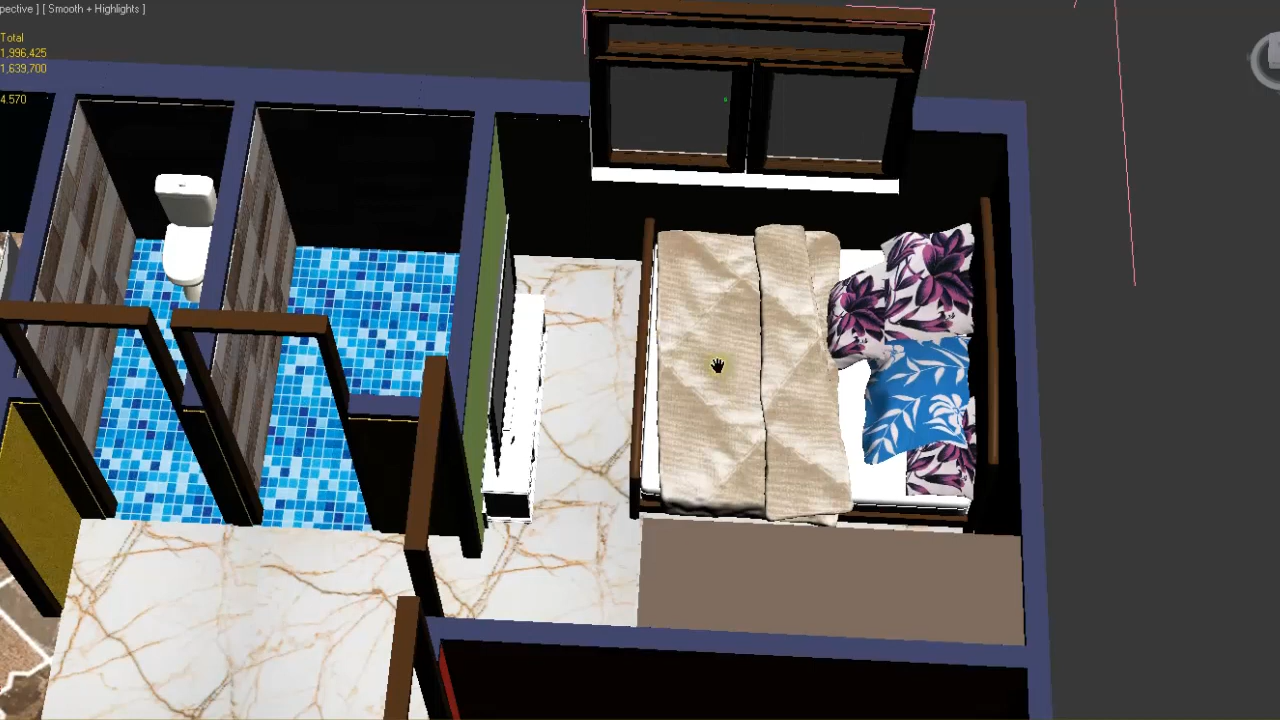 pective ] [ Smooth + Highlights ]
Total
1,996,425
1,639,700
4.570